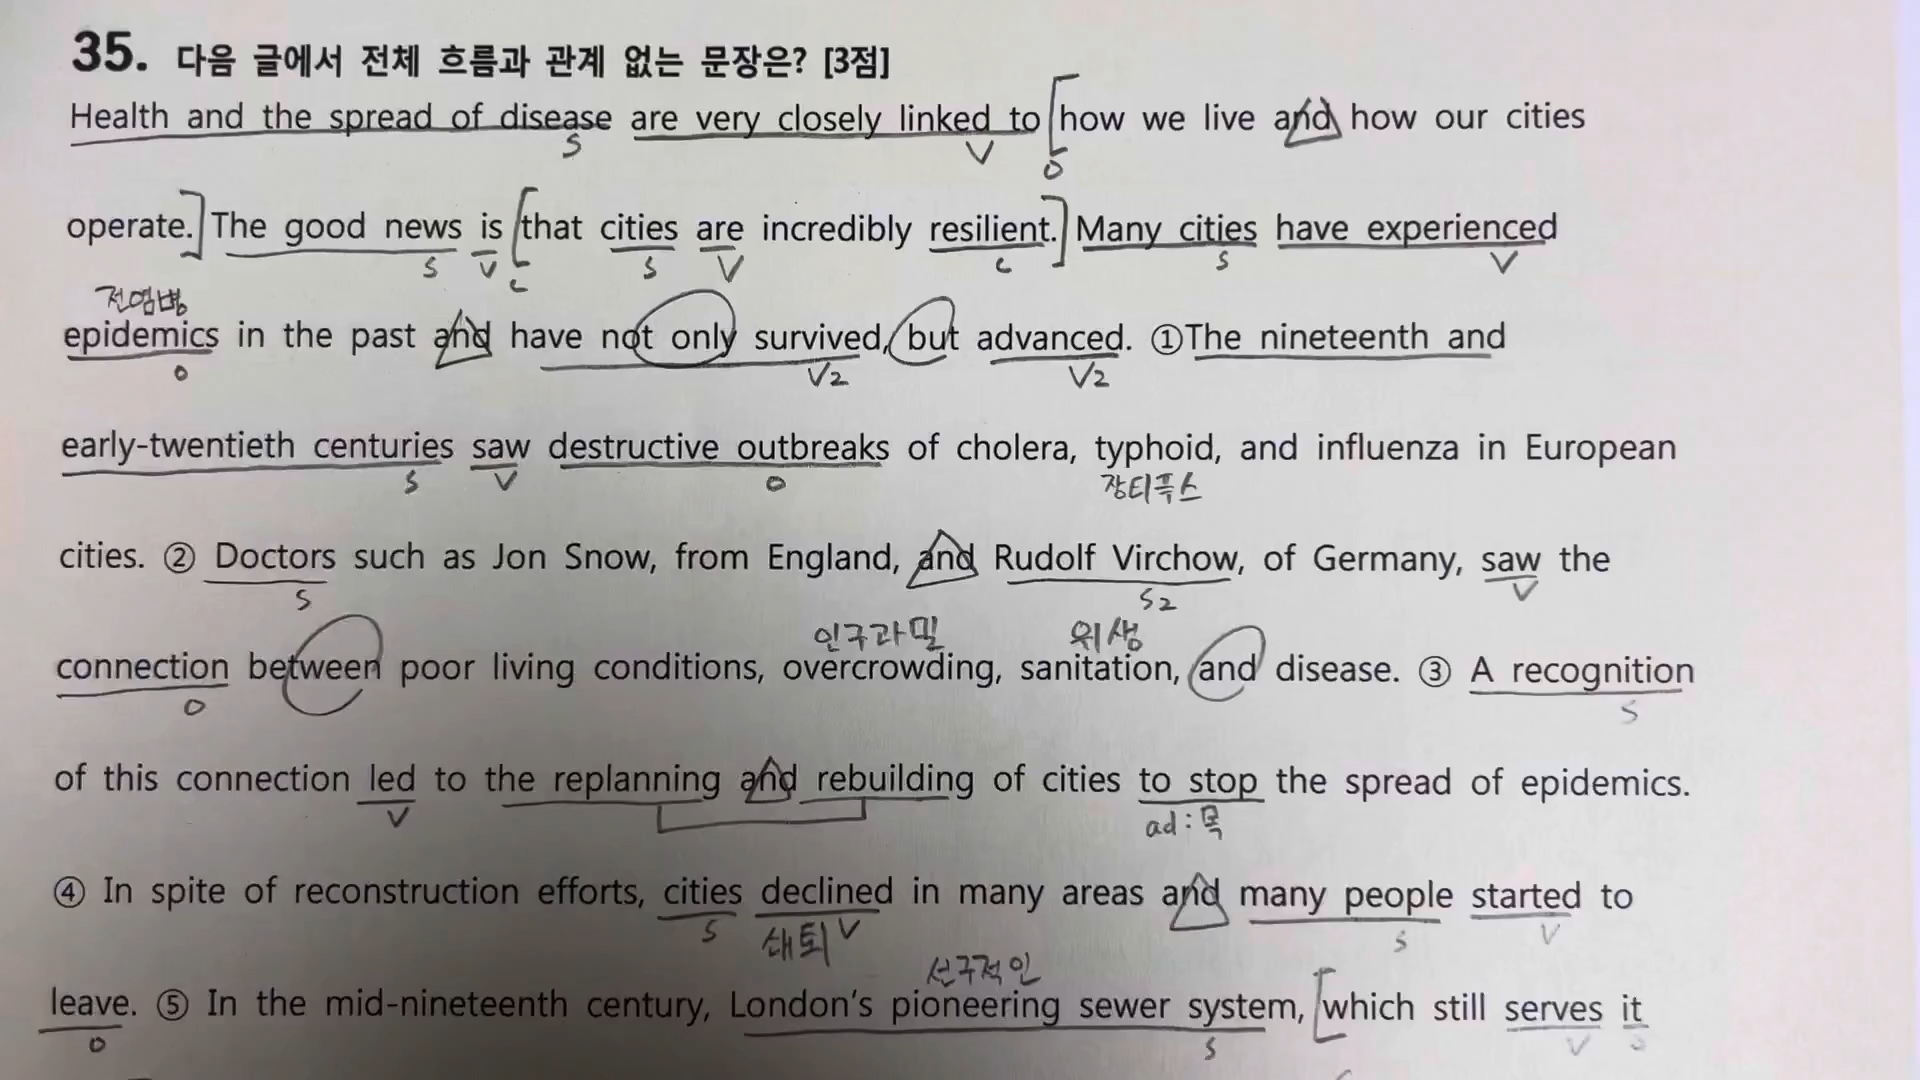 35. 다음 글에서 전체 흐름과 관계 없는 문장은? [3점]
Health and the spread of disease are very closely linked to [how we live and how our cities
S V O
operate.] The good news is [that cities are incredibly resilient.] Many cities have experienced
S V C S V C S V
전염병
epidemics in the past and have not only survived, but advanced. ①The nineteenth and
O V2 V2
early-twentieth centuries saw destructive outbreaks of cholera, typhoid, and influenza in European
S V O 장티푸스
cities. ② Doctors such as Jon Snow, from England, and Rudolf Virchow, of Germany, saw the
S S2 V
인구과밀 위생
connection between poor living conditions, overcrowding, sanitation, and disease. ③ A recognition
O S
of this connection led to the replanning and rebuilding of cities to stop the spread of epidemics.
V ad:목
④ In spite of reconstruction efforts, cities declined in many areas and many people started to
S 쇄퇴 V S V
선구적인
leave. ⑤ In the mid-nineteenth century, London's pioneering sewer system, [which still serves it
O S V